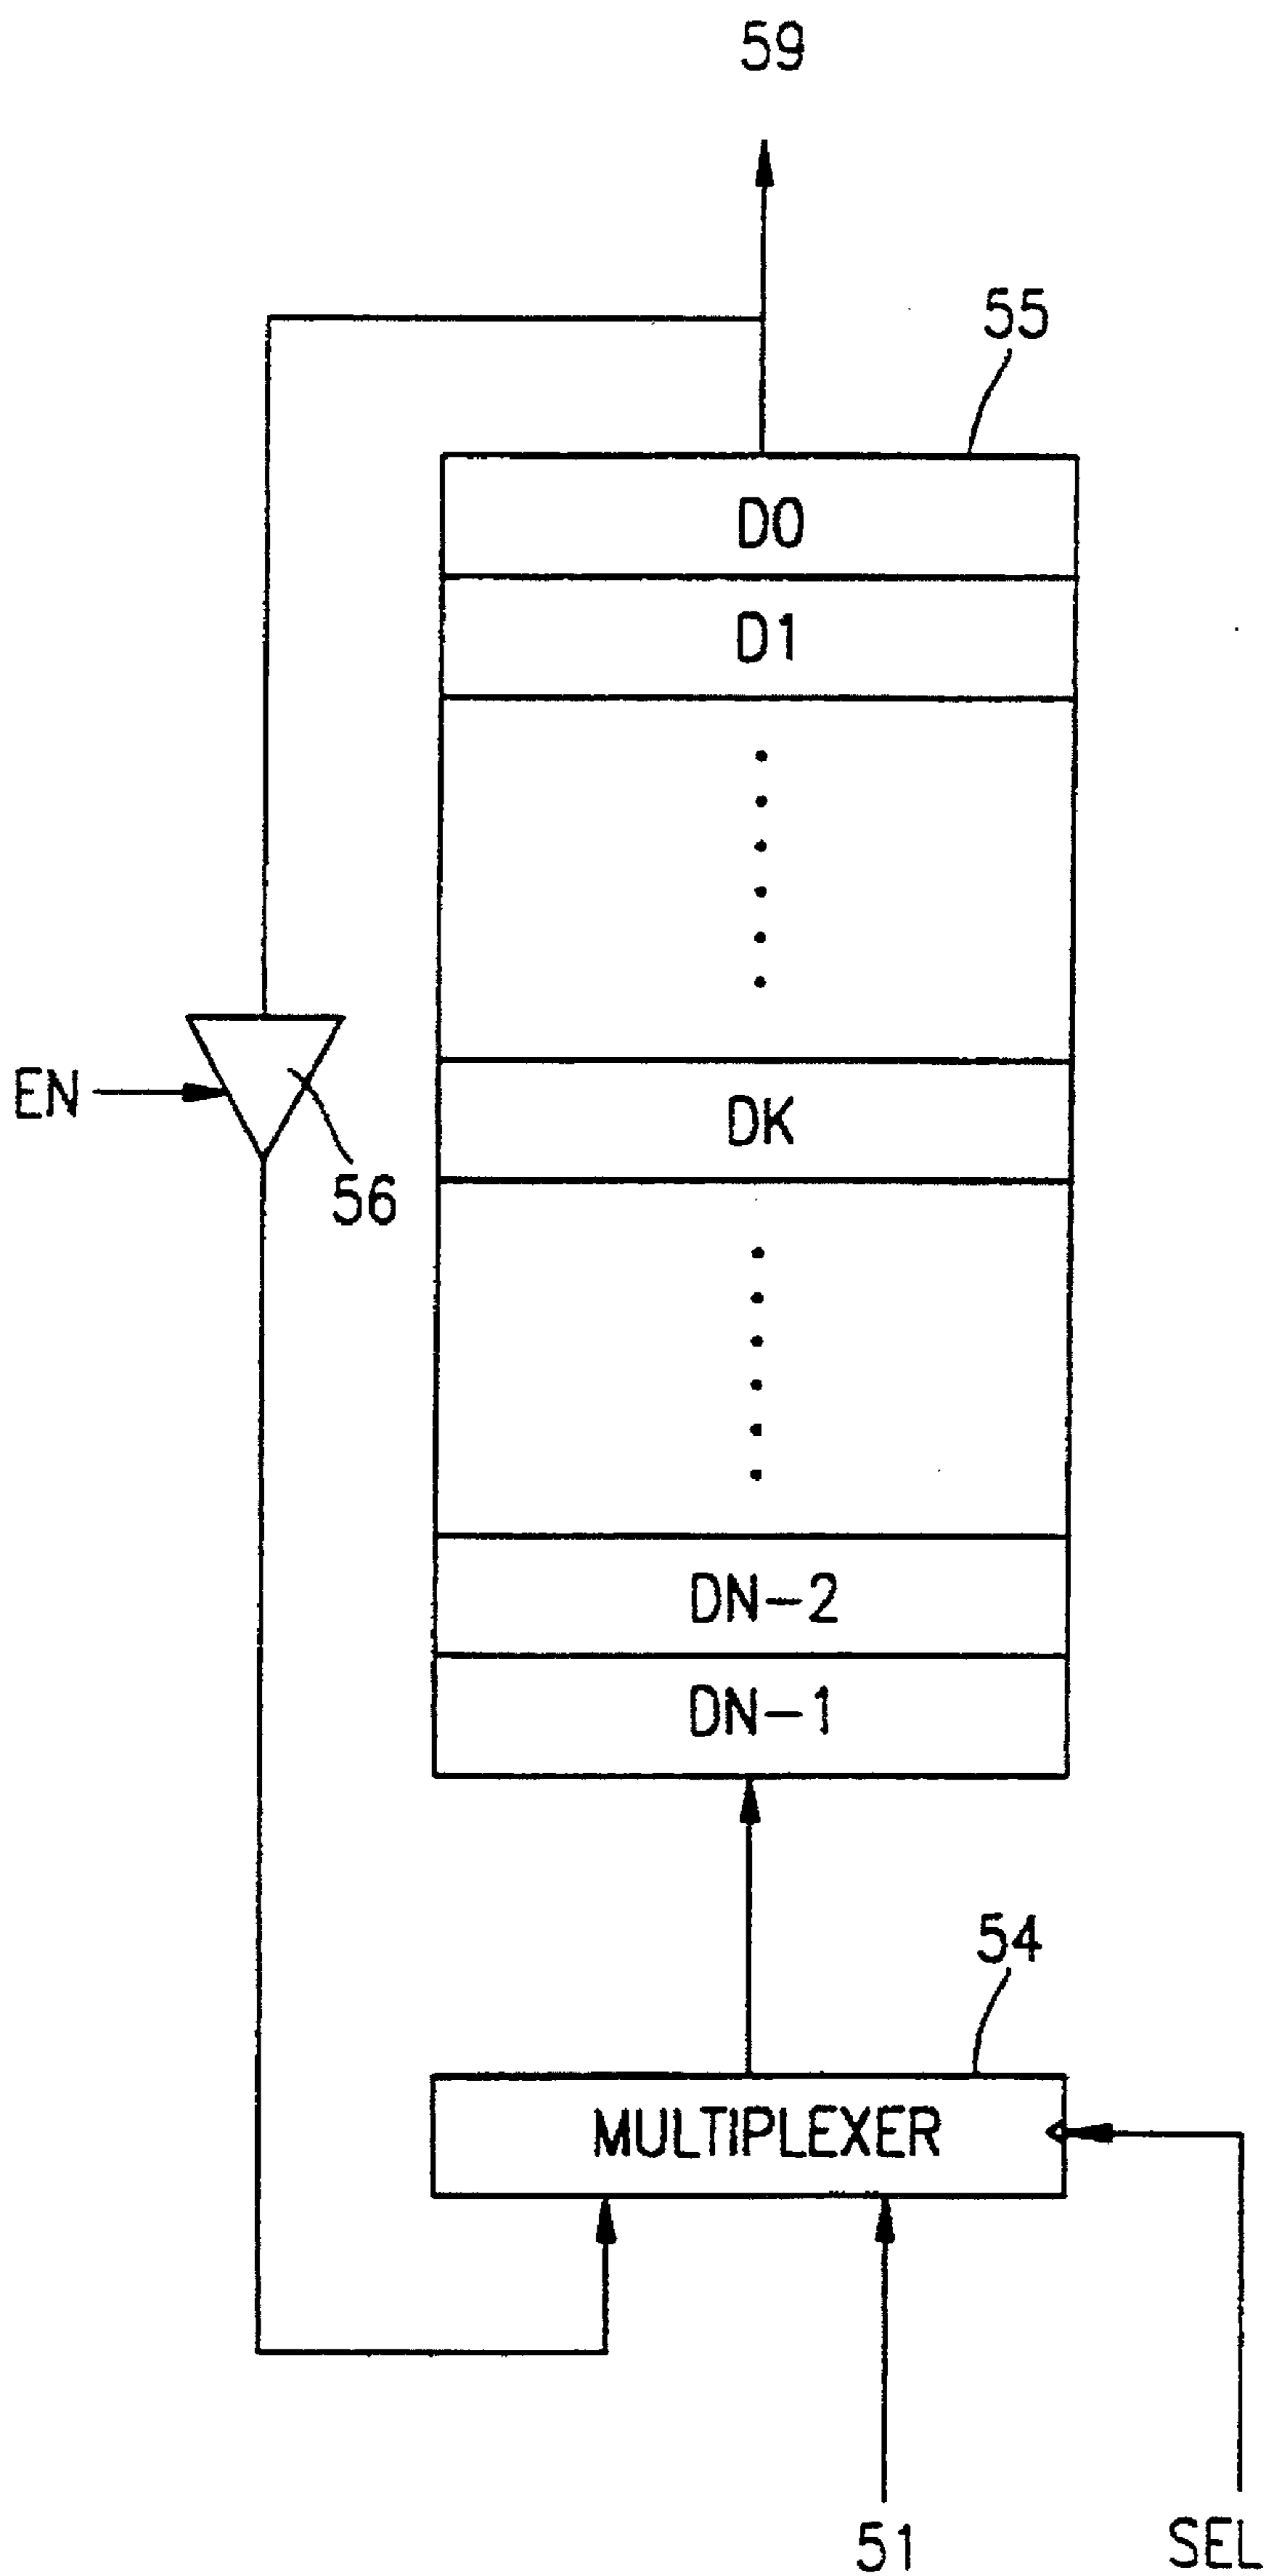 59
55
D0
D1
EN
56
DK
DN-2
DN-1
54
MULTIPLEXER
51
SEL